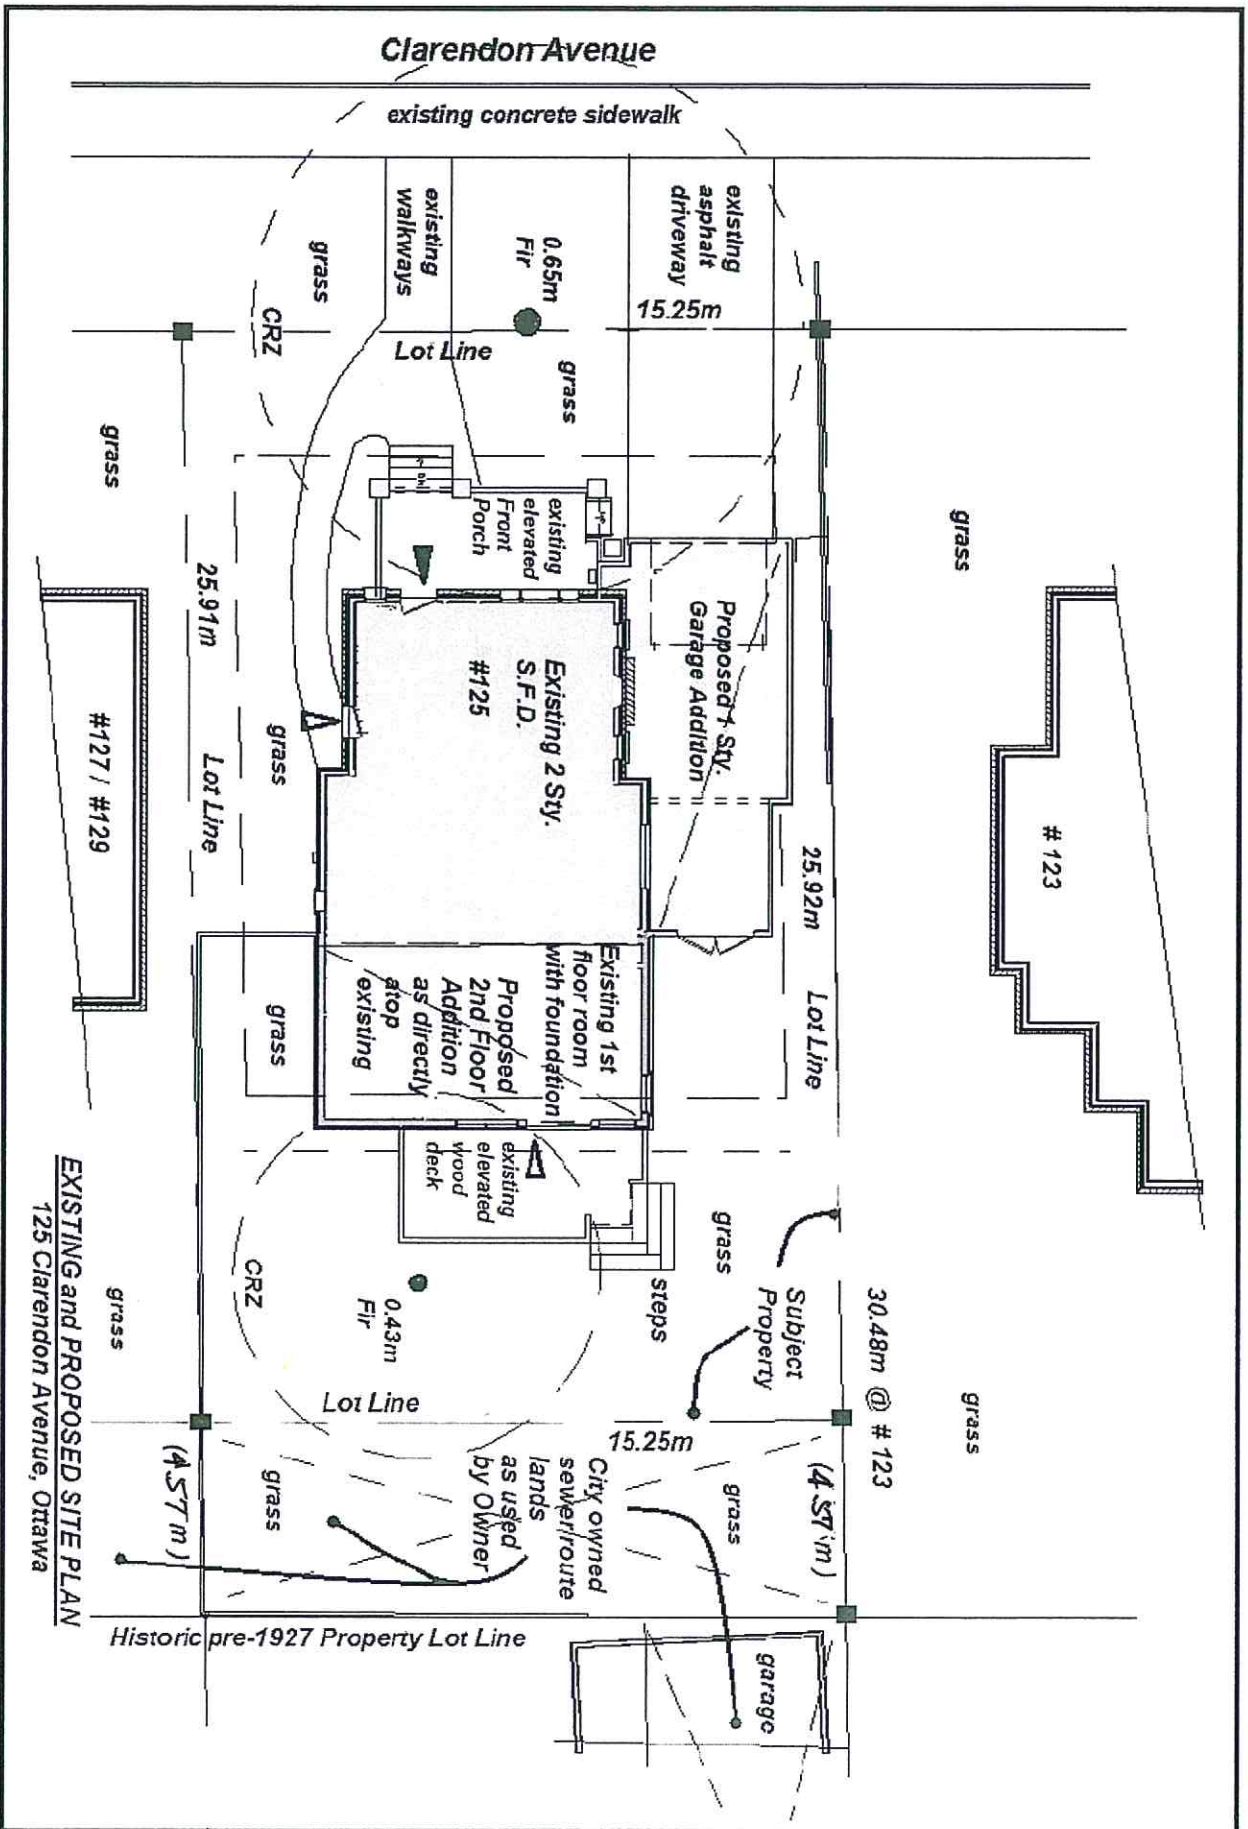 Clarendon Avenue
existing concrete sidewalk
existing
asphalt
driveway
existing
walkways
0.65m
Fir
grass
15.25m
CRZ
Lot Line
grass
grass
grass
existing
elevated
Front
Porch
25.91m
Lot Line
Proposed 1 Sty.
Garage Addition
Existing 2 Sty.
S.F.D.
#125
grass
#127 / #129
# 123
25.92m
Lot Line
Existing 1st
floor room
with foundation
Proposed
2nd Floor
Addition
as directly
atop
existing
grass
existing
elevated
wood
deck
grass
steps
CRZ
0.43m
Fir
grass
Subject
Property
30.48m @ # 123
grass
Lot Line
15.25m
(4.57m)
(4.57m)
grass
grass
City owned
sewer/route
lands
as used
by Owner
Historic pre-1927 Property Lot Line
garage
EXISTING and PROPOSED SITE PLAN
125 Clarendon Avenue, Ottawa